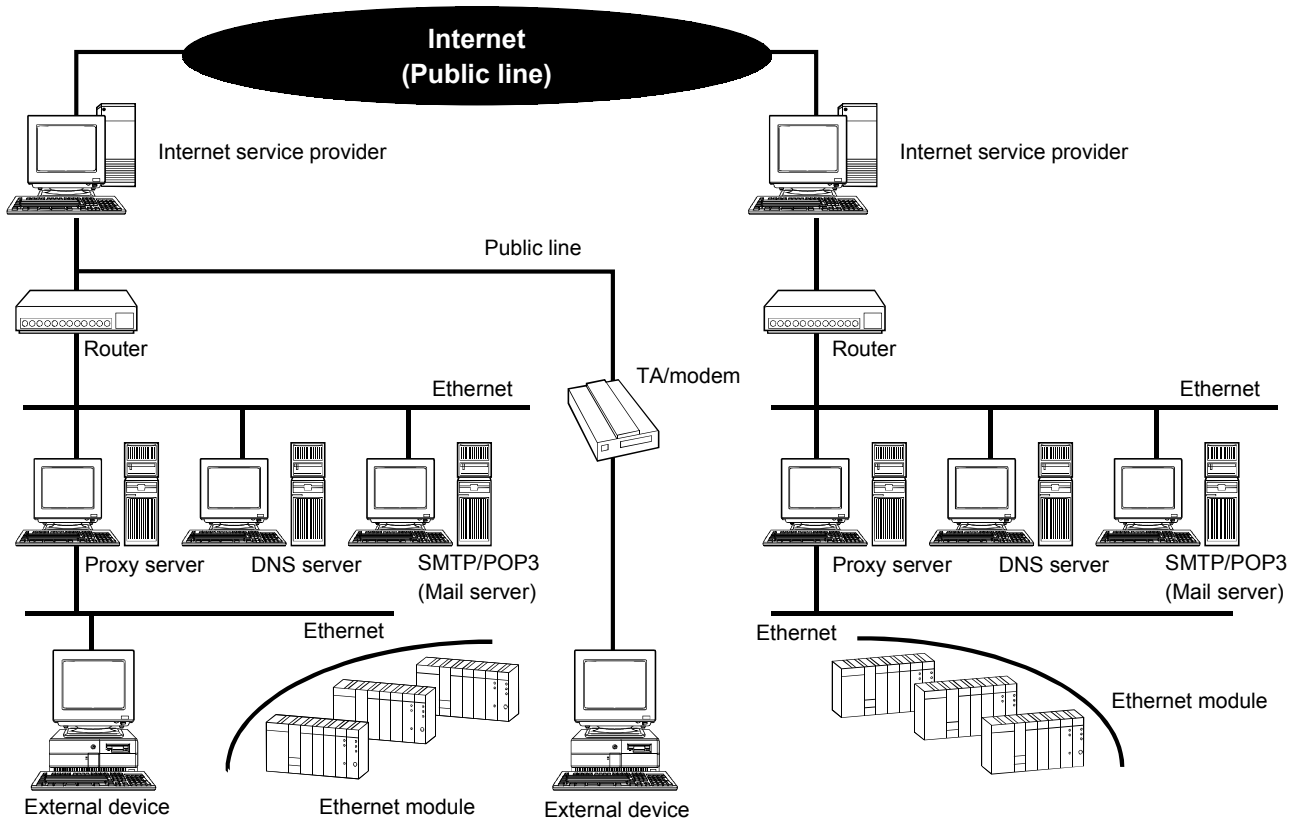 Internet
(Public line)
Internet service provider
Internet service provider
Public line
Router
Router
TA/modem
Ethernet
Ethernet
Proxy server
DNS server
SMTP/POP3
(Mail server)
Proxy server
DNS server
SMTP/POP3
(Mail server)
Ethernet
Ethernet
Ethernet module
External device
Ethernet module
External device